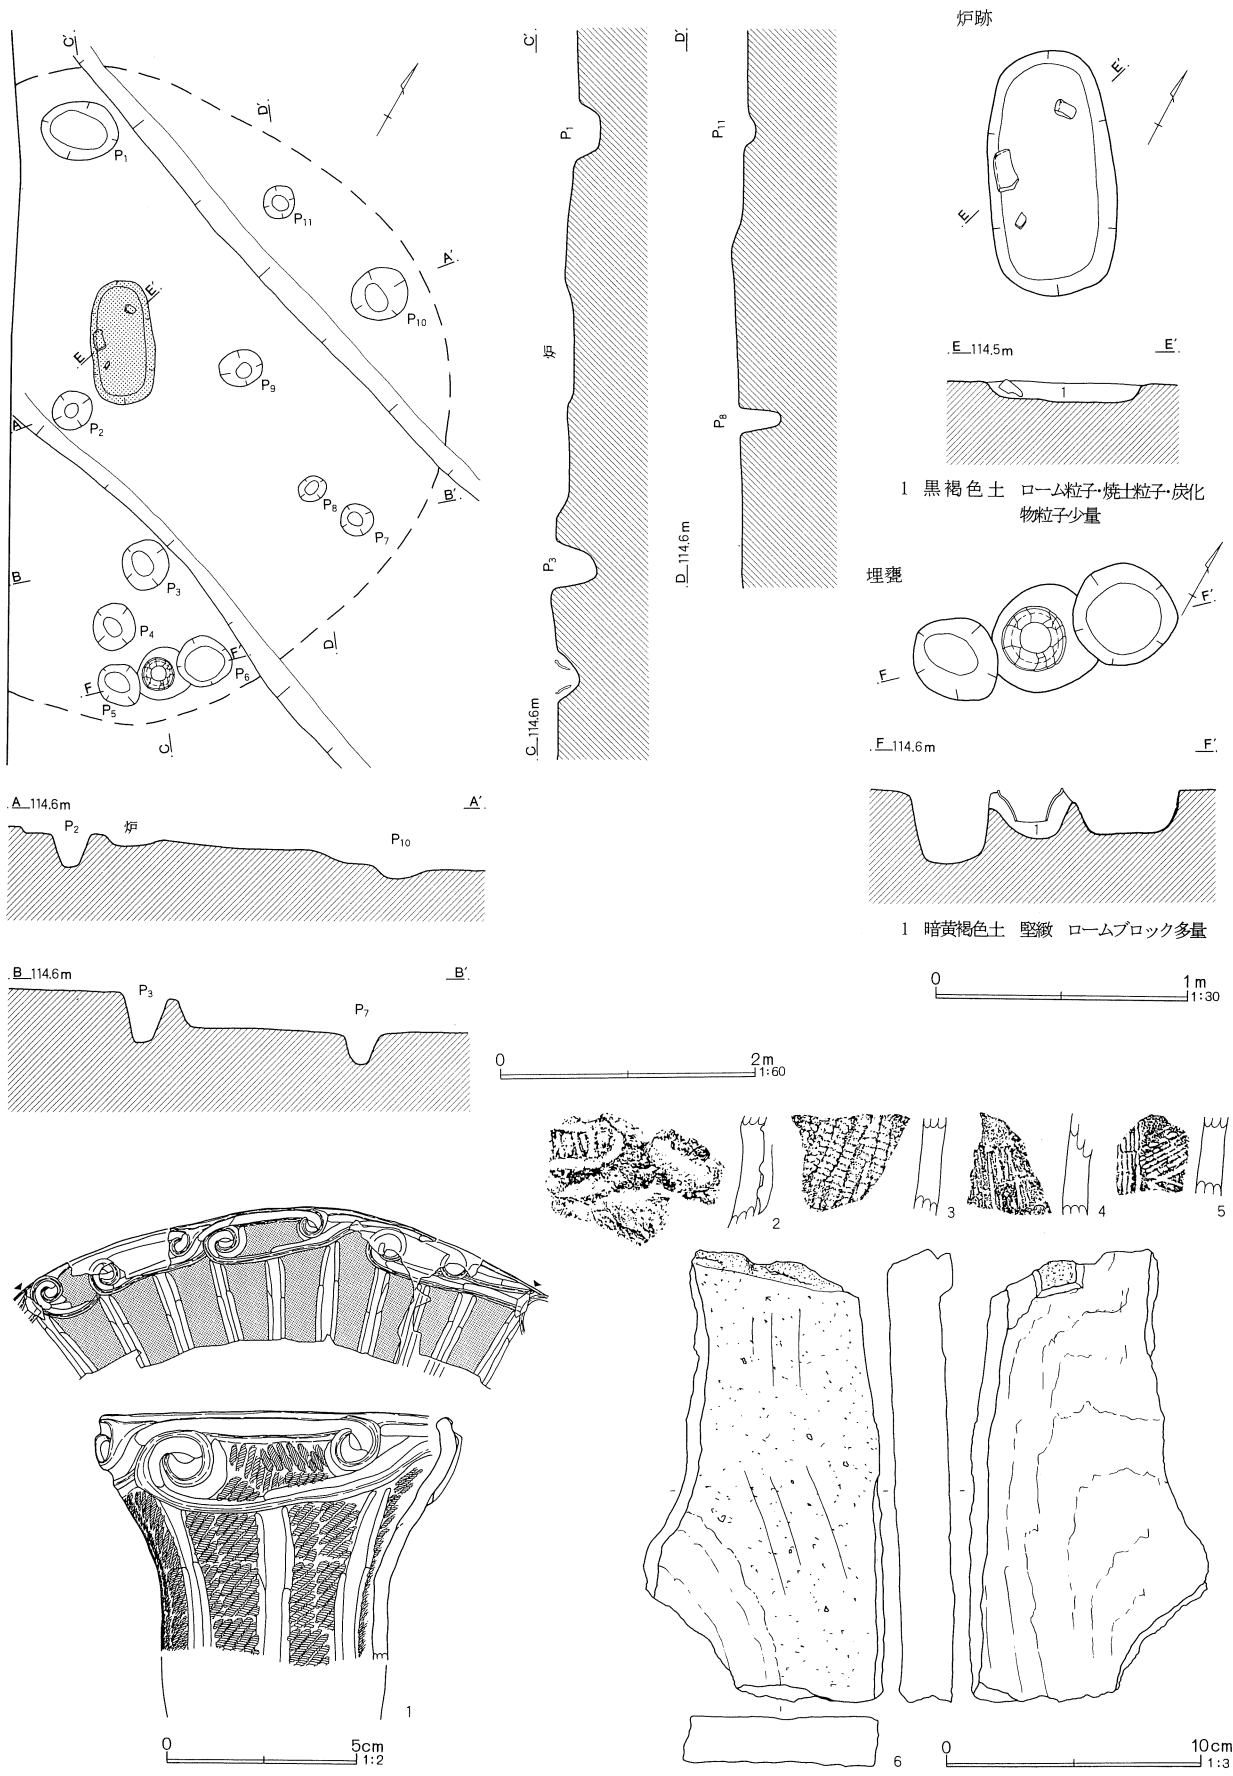 C'
D'
A'
B'
A
B
C
D
E
E'
F
F'
P1
P2
P3
P4
P5
P6
P7
P8
P9
P10
P11
C'
P1
炉
P3
C 114.6m
D'
P11
P8
D 114.6m
炉跡
E'
E
E 114.5m E'
1
1 黒褐色土 ローム粒子・焼土粒子・炭化
物粒子少量
埋甕
F'
F
F 114.6m F'
1
1 暗黄褐色土 堅緻 ロームブロック多量
0 1m
1:30
A 114.6m A'
P2 炉 P10
B 114.6m B'
P3 P7
0 2m
1:60
2 3 4 5
1
0 5cm
1:2
6
0 10cm
1:3